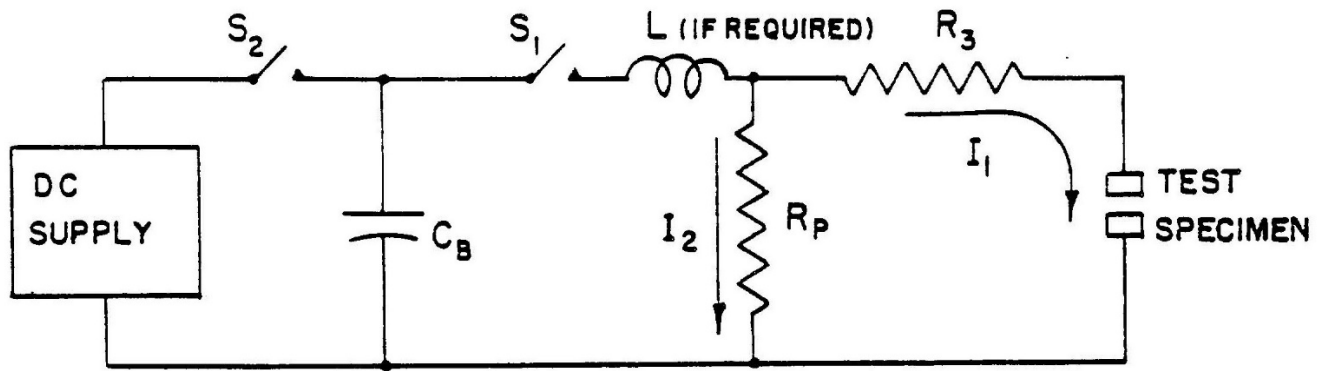 S2
S1
L (IF REQUIRED)
R3
DC
SUPPLY
CB
I2
RP
I1
TEST
SPECIMEN